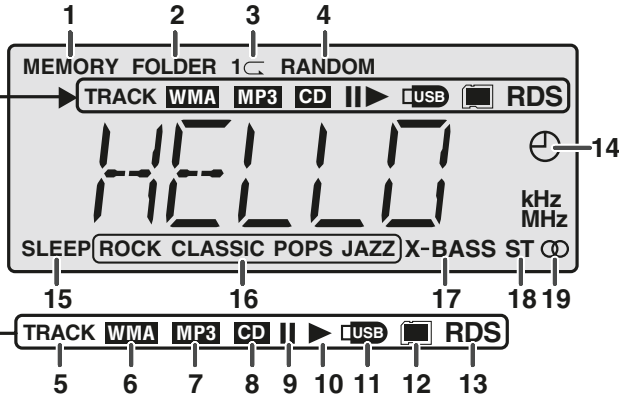 1 2 3 4
MEMORY FOLDER 1 RANDOM
TRACK WMA MP3 CD USB RDS
HELLO
14
kHz
MHz
SLEEP ROCK CLASSIC POPS JAZZ X-BASS ST
15 16 17 18 19
TRACK WMA MP3 CD USB RDS
5 6 7 8 9 10 11 12 13